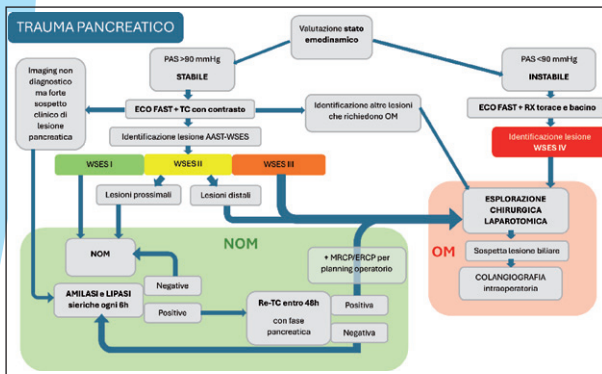 TRAUMA PANCREATICO
Valutazione stato
emedinamico
PAS >90 mmHg
STABILE
PAS <90 mmHg
INSTABILE
Imaging non
diagnostico
ma forte
sospetto
clinico di
lesione
pancreatica
ECO FAST + TC con contrasto
Identificazione altre lesioni
che richiedono OM
ECO FAST + RX torace e bacino
Identificazione lesione AAST-WSES
Identificazione lesione
WSES IV
WSES I
WSES II
WSES III
Lesioni prossimali
Lesioni distali
ESPLORAZIONE
CHIRURGICA
LAPAROTOMICA
NOM
OM
NOM
+ MRCP/ERCP per
planning operatorio
Sospetta lesione biliare
COLANGIOGRAFIA
intraoperatoria
Negative
AMILASI e LIPASI
sieriche ogni 6h
Positive
Re-TC entro 48h
con fase
pancreatica
Positiva
Negativa